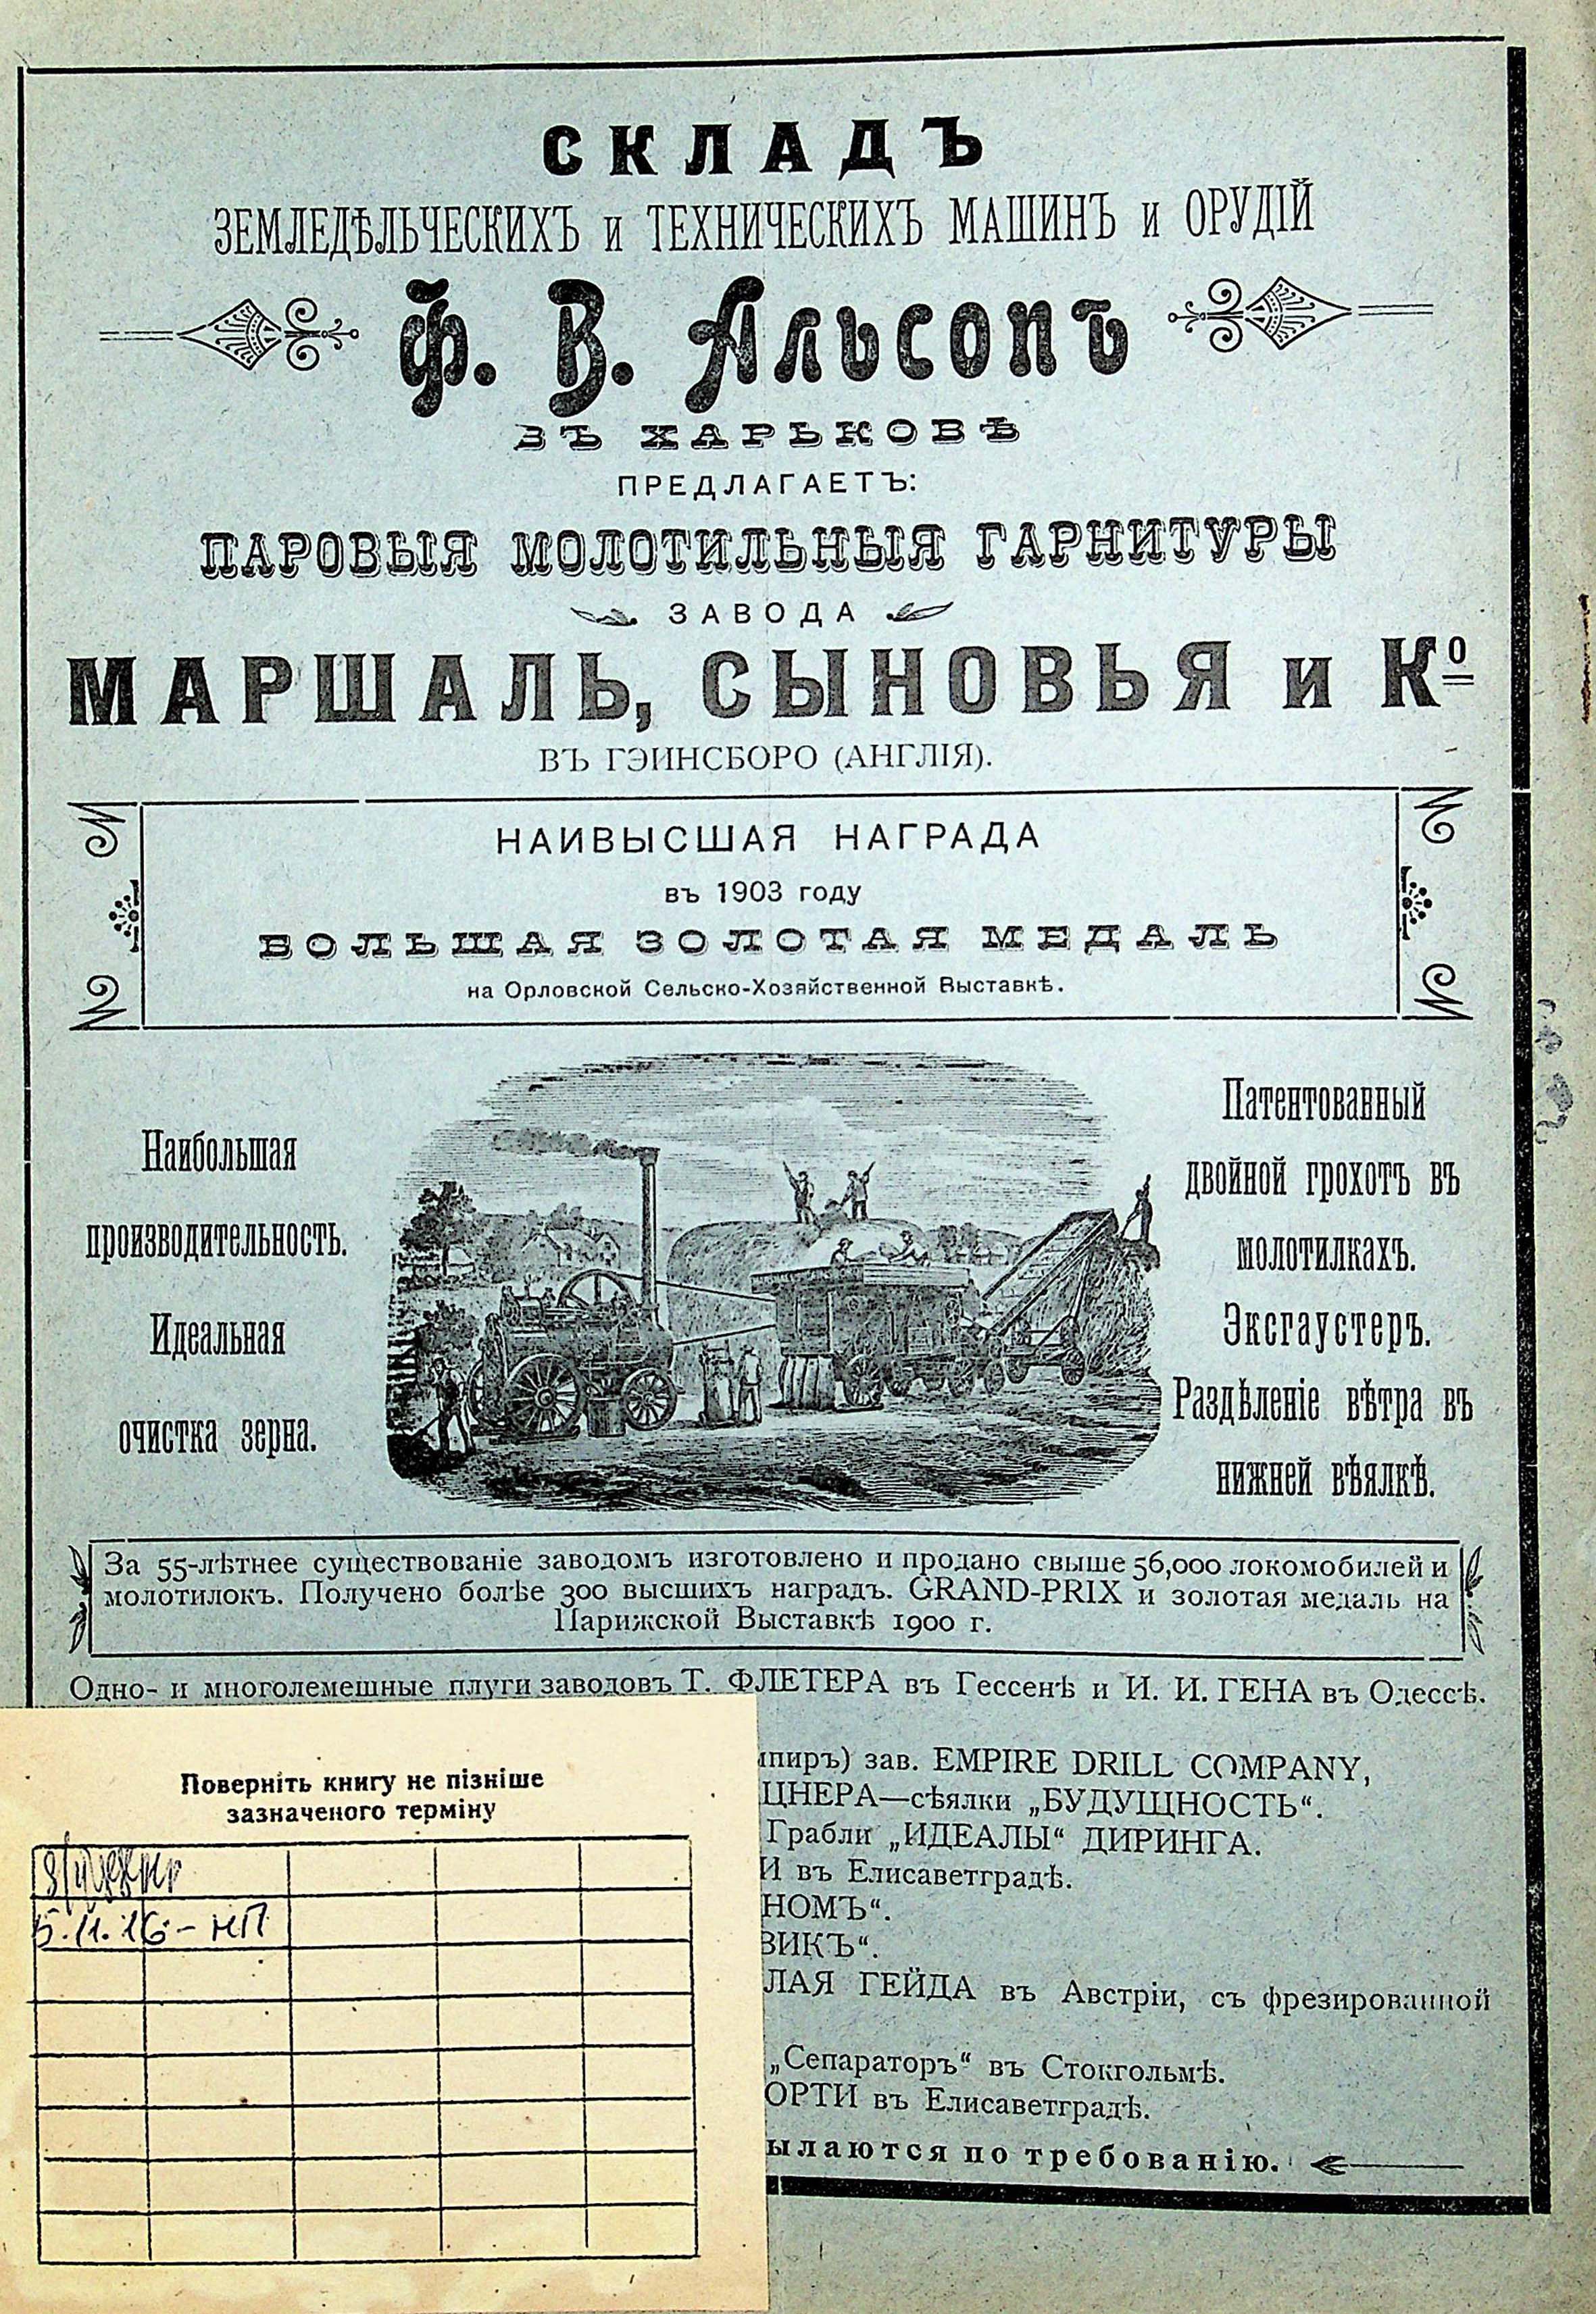 СКЛАДЪ
ЗЕМЛЕДѢЛЬЧЕСКИХЪ и ТЕХНИЧЕСКИХЪ МАШИНЪ и ОРУДІЙ
Ф. В. Альсопъ
ВЪ ХАРЬКОВѢ
ПРЕДЛАГАЕТЪ:
ПАРОВЫЯ МОЛОТИЛЬНЫЯ ГАРНИТУРЫ
ЗАВОДА
МАРШАЛЬ, СЫНОВЬЯ и Кº
ВЪ ГЭИНСБОРО (АНГЛІЯ).
НАИВЫСШАЯ НАГРАДА
въ 1903 году
БОЛЬШАЯ ЗОЛОТАЯ МЕДАЛЬ
на Орловской Сельско-Хозяйственной Выставкѣ.
Наибольшая
производительность.
Идеальная
очистка зерна.
Патентованный
двойной грохотъ въ
молотилкахъ.
Эксгаустеръ.
Раздѣленіе вѣтра въ
нижней вѣялкѣ.
За 55-лѣтнее существованіе заводомъ изготовлено и продано свыше 56,000 локомобилей и
молотилокъ. Получено болѣе 300 высшихъ наградъ. GRAND-PRIX и золотая медаль на
Парижской Выставкѣ 1900 г.
Одно- и многолемешные плуги заводовъ Т. ФЛЕТЕРА въ Гессенѣ и И. И. ГЕНА въ Одессѣ.
мпиръ) зав. EMPIRE DRILL COMPANY,
ЦНЕРА—сѣялки „БУДУЩНОСТЬ“.
Грабли „ИДЕАЛЫ“ ДИРИНГА.
И въ Елисаветградѣ.
НОМЪ“.
ВИКЪ“.
ЛАЯ ГЕЙДА въ Австріи, съ фрезированной
„Сепараторъ“ въ Стокгольмѣ.
ОРТИ въ Елисаветградѣ.
ылаются по требованію.
Поверніть книгу не пізніше
зазначеного терміну
5.11.16 – НП